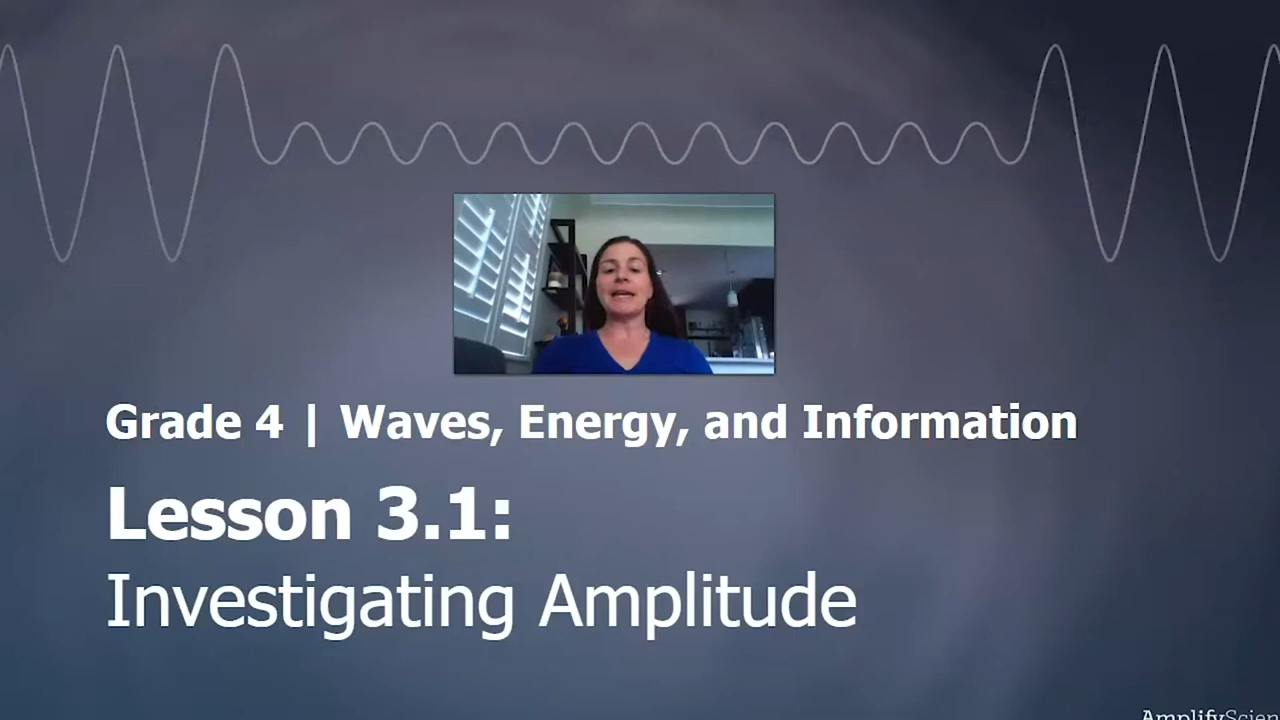 Grade 4 | Waves, Energy, and Information
Lesson 3.1:
Investigating Amplitude